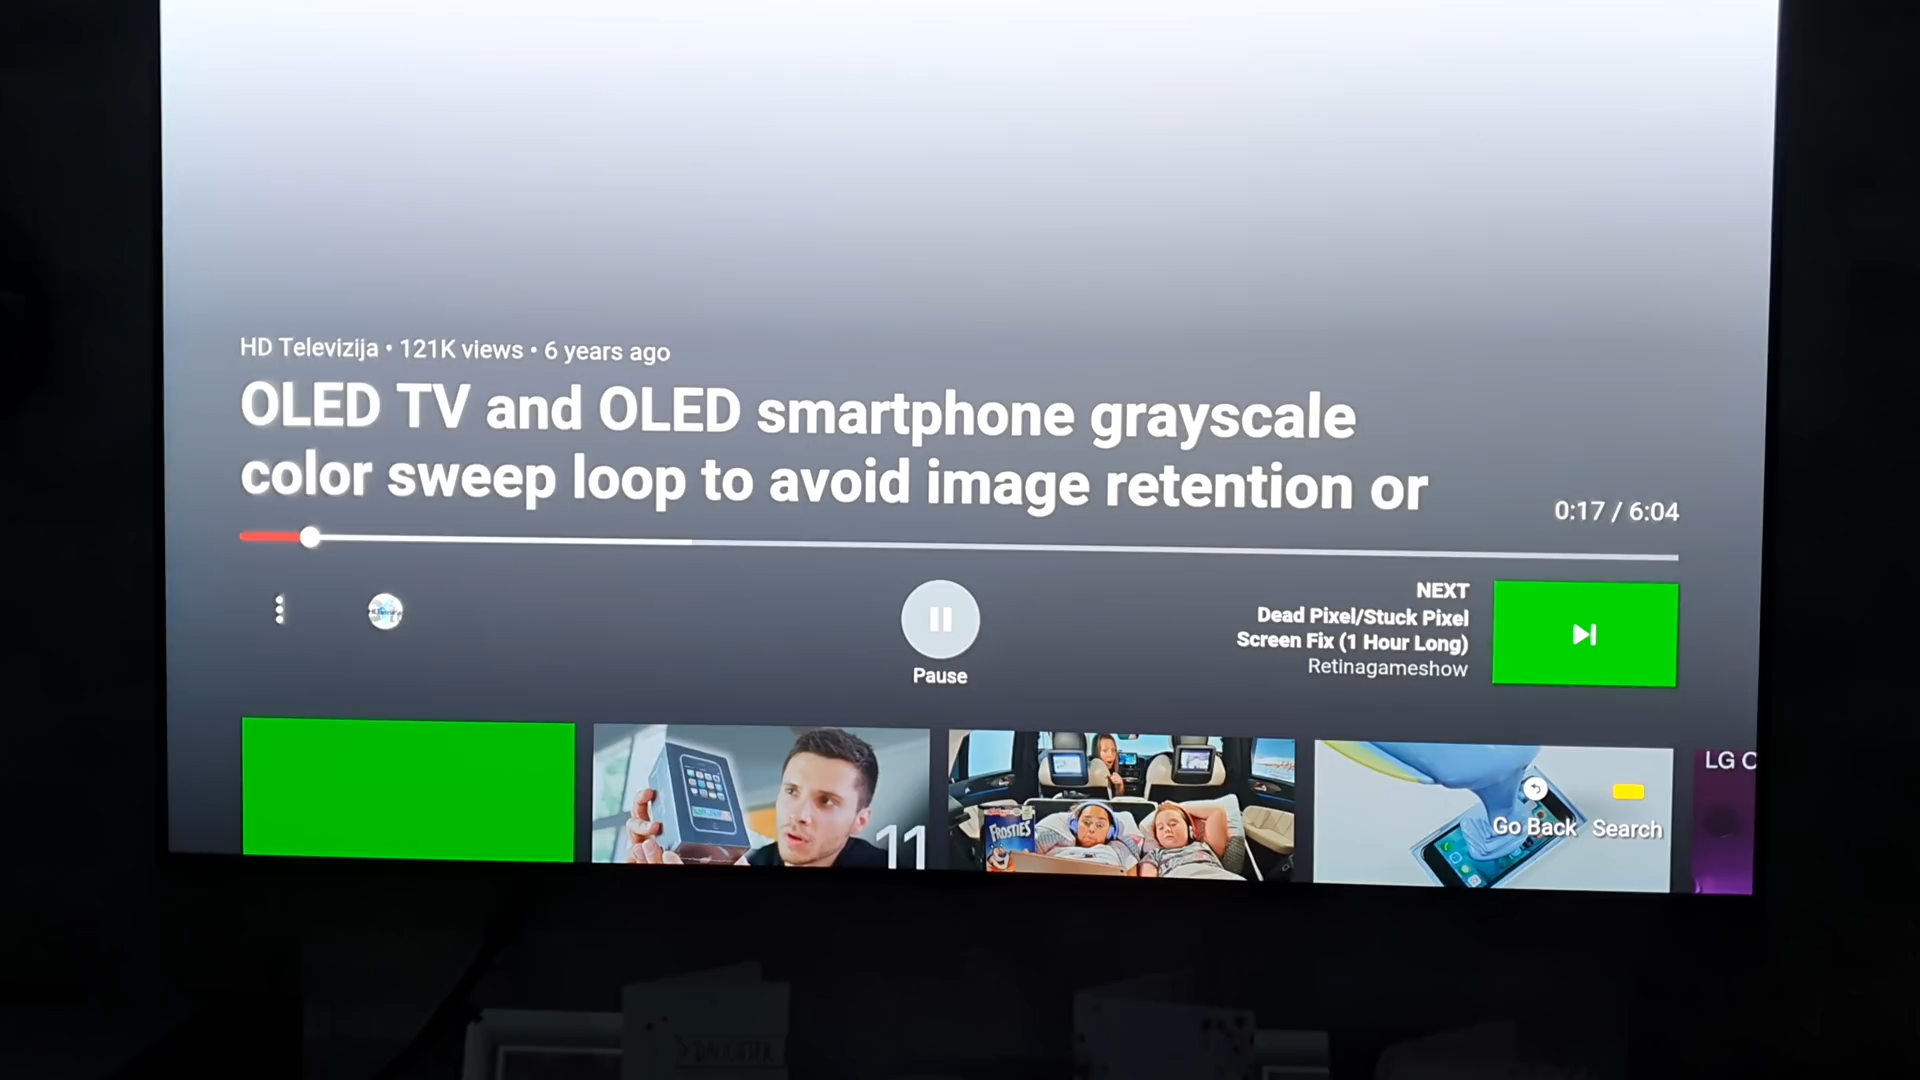 HD Televizija • 121K views • 6 years ago
OLED TV and OLED smartphone grayscale
color sweep loop to avoid image retention or
0:17 / 6:04
Pause
NEXT
Dead Pixel/Stuck Pixel
Screen Fix (1 Hour Long)
Retinagameshow
11
FROSTIES
Go Back
Search
LG